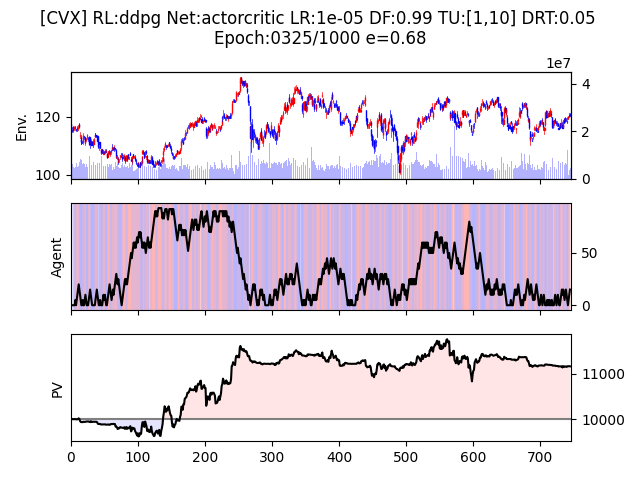 [CVX] RL:ddpg Net:actorcritic LR:1e-05 DF:0.99 TU:[1,10] DRT:0.05
Epoch:0325/1000 e=0.68
1e7
Env.
120
100
4
2
0
Agent
50
0
PV
11000
10000
0 100 200 300 400 500 600 700